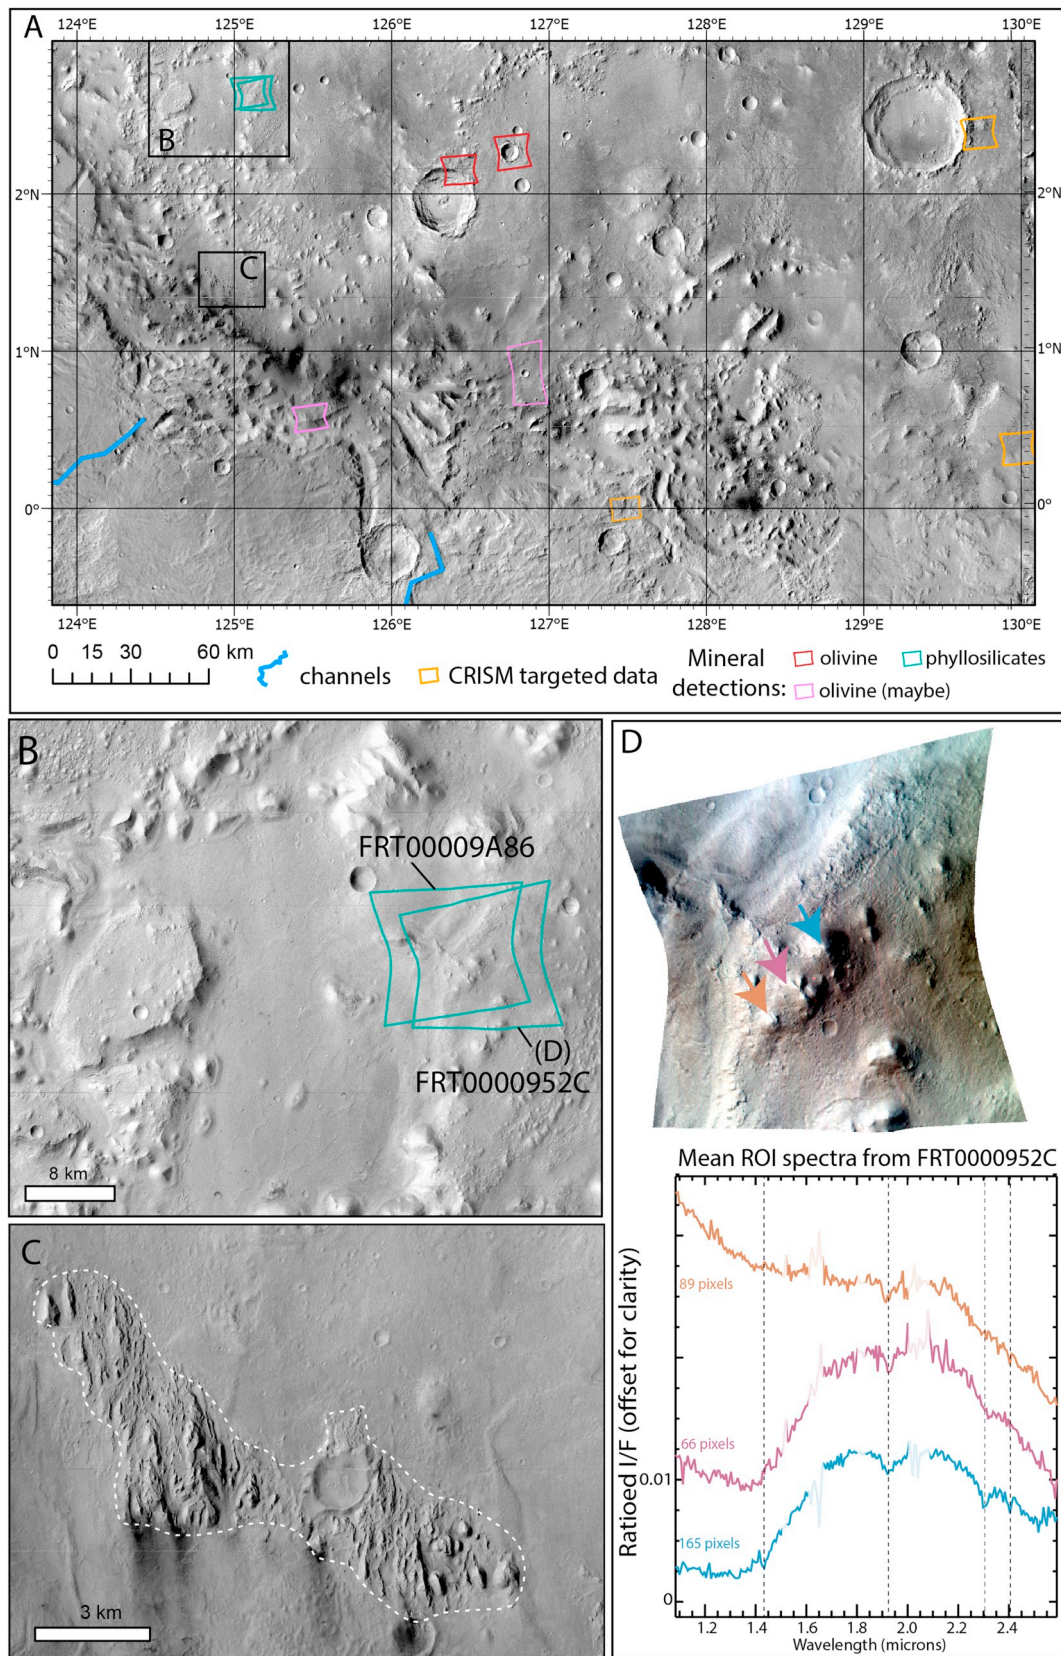 A
124°E 125°E 126°E 127°E 128°E 129°E 130°E
B
2°N 2°N
C
1°N 1°N
0° 0°
124°E 125°E 126°E 127°E 128°E 129°E 130°E
0 15 30 60 km
channels
CRISM targeted data
Mineral detections:
olivine
phyllosilicates
olivine (maybe)
B
FRT00009A86
(D)
FRT0000952C
8 km
C
3 km
D
Mean ROI spectra from FRT0000952C
Ratioed I/F (offset for clarity)
89 pixels
66 pixels
0.01
165 pixels
0
1.2 1.4 1.6 1.8 2.0 2.2 2.4
Wavelength (microns)